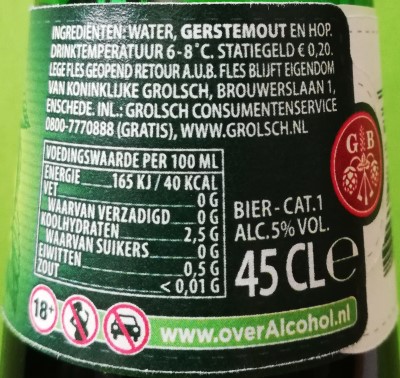 INGREDIËNTEN: WATER, GERSTEMOUT EN HOP.
DRINKTEMPERATUUR 6-8°C. STATIEGELD € 0,20.
LEGE FLES GEOPEND RETOUR A.U.B. FLES BLIJFT EIGENDOM
VAN KONINKLIJKE GROLSCH, BROUWERSLAAN 1,
ENSCHEDE. INL.: GROLSCH CONSUMENTENSERVICE
0800-7770888 (GRATIS), WWW.GROLSCH.NL
G B
VOEDINGSWAARDE PER 100 ML
ENERGIE 165 KJ / 40 KCAL
VET 0 G
WAARVAN VERZADIGD 0 G
KOOLHYDRATEN 2,5 G
WAARVAN SUIKERS 0 G
EIWITTEN 0,5 G
ZOUT < 0,01 G
BIER - CAT.1
ALC. 5% VOL.
45 CL e
18+
www.overAlcohol.nl